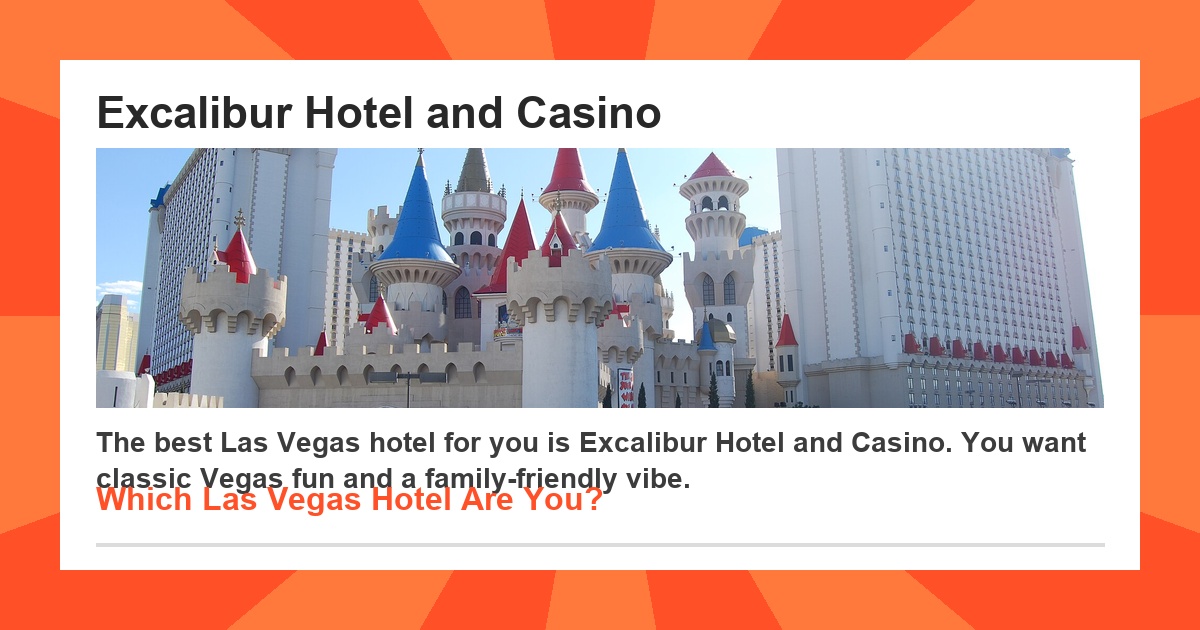 Excalibur Hotel and Casino
The best Las Vegas hotel for you is Excalibur Hotel and Casino. You want
classic Vegas fun and a family-friendly vibe.
Which Las Vegas Hotel Are You?